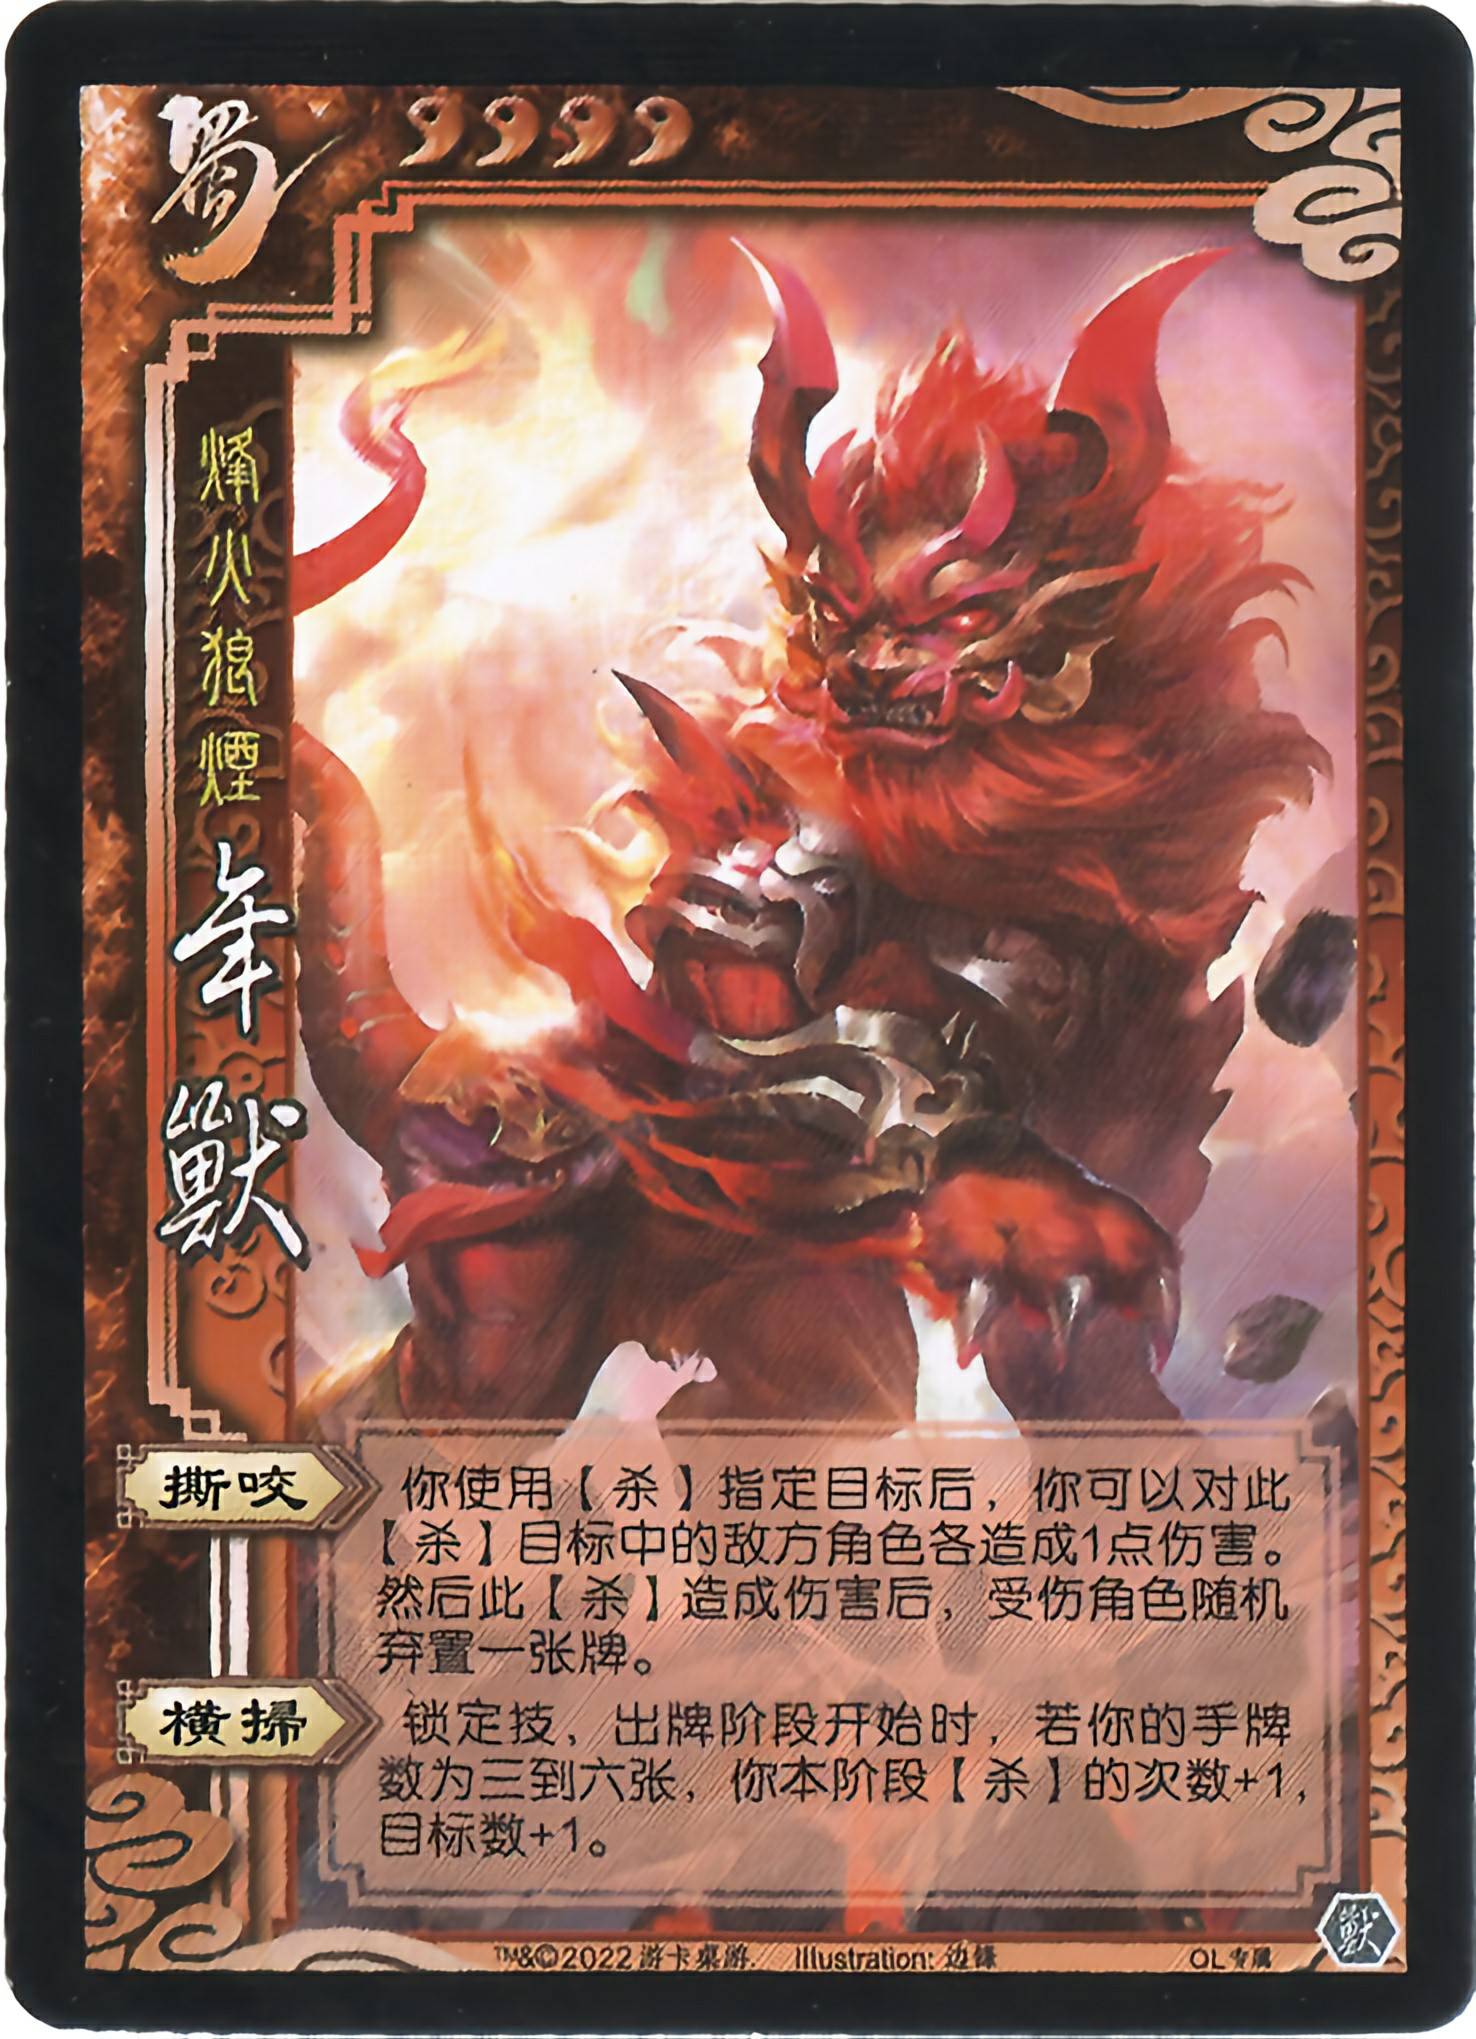 蜀
烽火狼煙
年獸
撕咬
你使用【杀】指定目标后，你可以对此
【杀】目标中的敌方角色各造成1点伤害。
然后此【杀】造成伤害后，受伤角色随机
弃置一张牌。
横掃
锁定技，出牌阶段开始时，若你的手牌
数为三到六张，你本阶段【杀】的次数+1，
目标数+1。
™&©2022游卡桌游. Illustration: 边锋
OL专属
獸